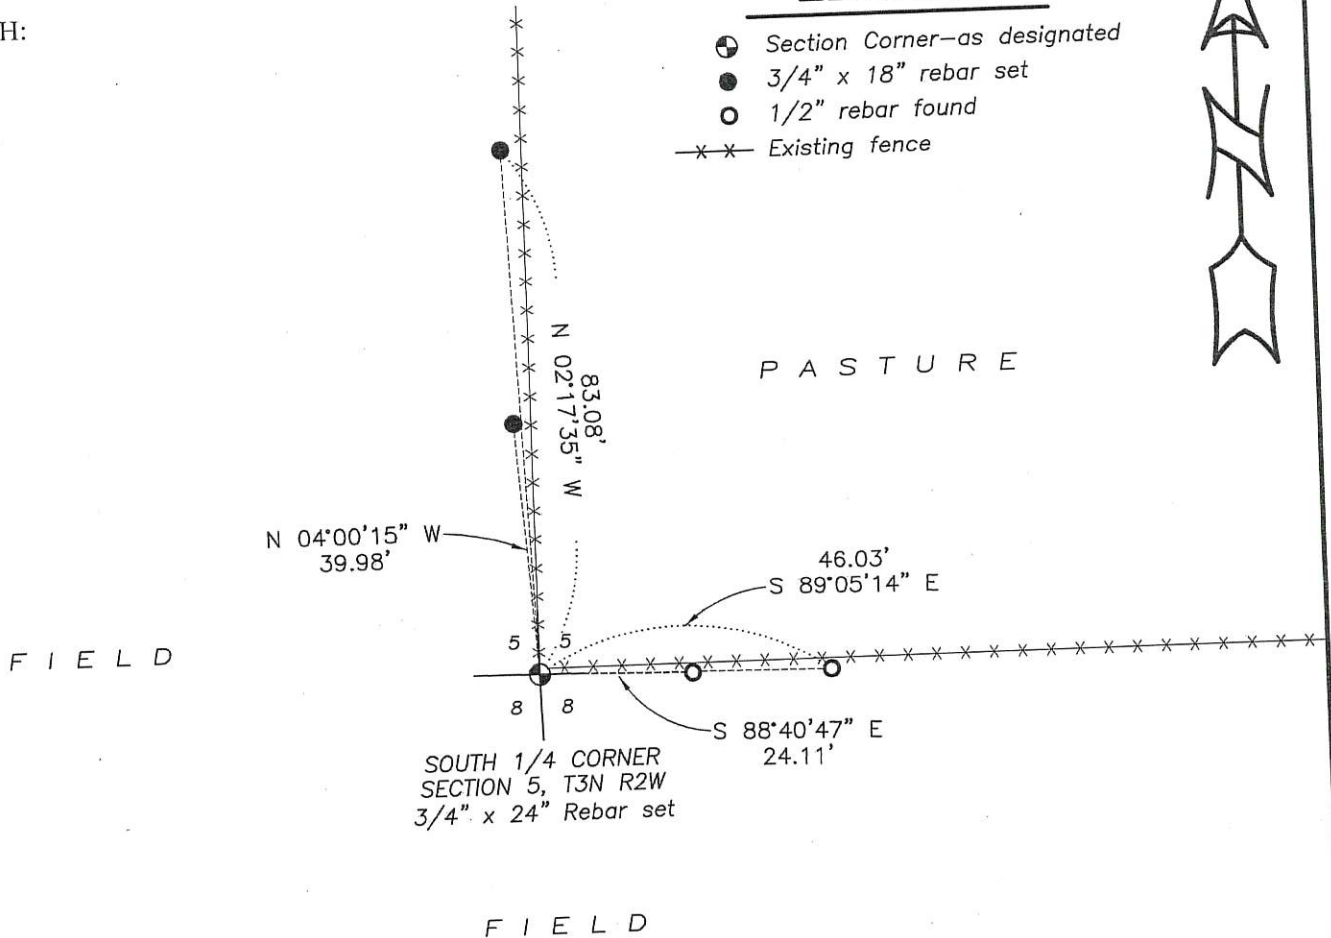 H:
Section Corner-as designated
3/4" x 18" rebar set
1/2" rebar found
Existing fence
N 02°17'35" W
83.08'
PASTURE
N 04°00'15" W
39.98'
46.03'
S 89°05'14" E
5 5
FIELD
8 8
S 88°40'47" E
24.11'
SOUTH 1/4 CORNER
SECTION 5, T3N R2W
3/4" x 24" Rebar set
FIELD